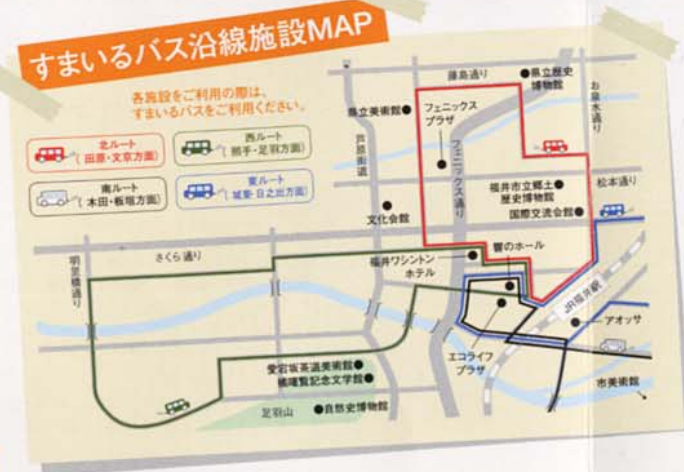 すまいるバス沿線施設MAP
各施設をご利用の際は、
すまいるバスをご利用ください。
北ルート
(田原・文京方面)
西ルート
(照手・足羽方面)
南ルート
(木田・板垣方面)
東ルート
(城東・日之出方面)
藤島通り
県立歴史
博物館
お泉水通り
県立美術館
フェニックス
プラザ
芦原街道
フェニックス通り
福井市立郷土
歴史博物館
松本通り
国際交流会館
文化会館
明里橋通り
さくら通り
福井ワシントン
ホテル
響のホール
JR福井駅
アオッサ
エコライフ
プラザ
愛宕坂茶道美術館
橘曙覧記念文学館
市美術館
足羽山
自然史博物館